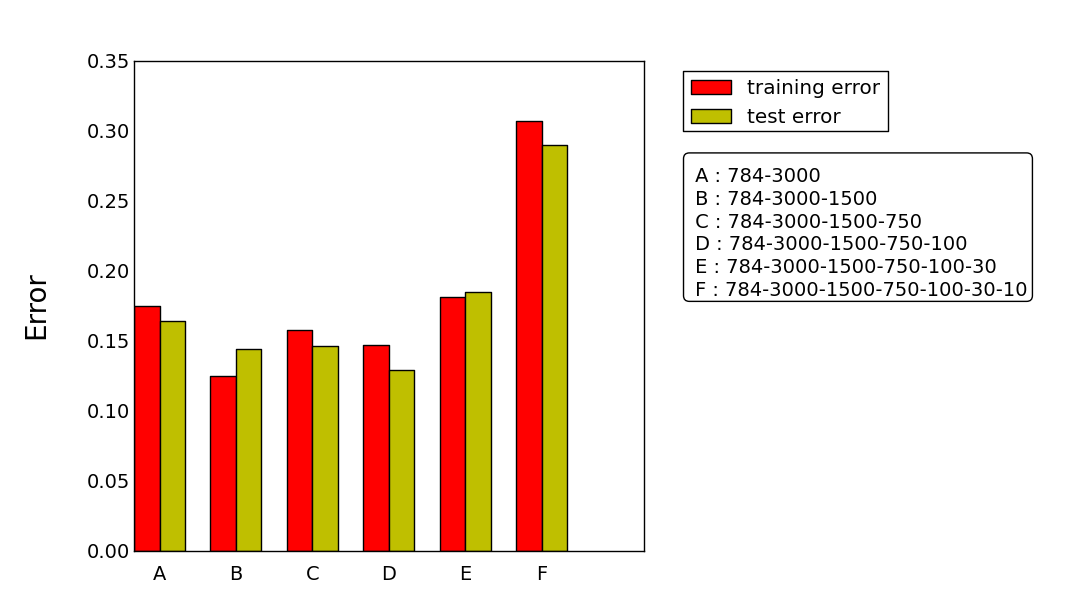 0.35
0.30
0.25
0.20
0.15
0.10
0.05
0.00
Error
A B C D E F
training error
test error
A : 784-3000
B : 784-3000-1500
C : 784-3000-1500-750
D : 784-3000-1500-750-100
E : 784-3000-1500-750-100-30
F : 784-3000-1500-750-100-30-10